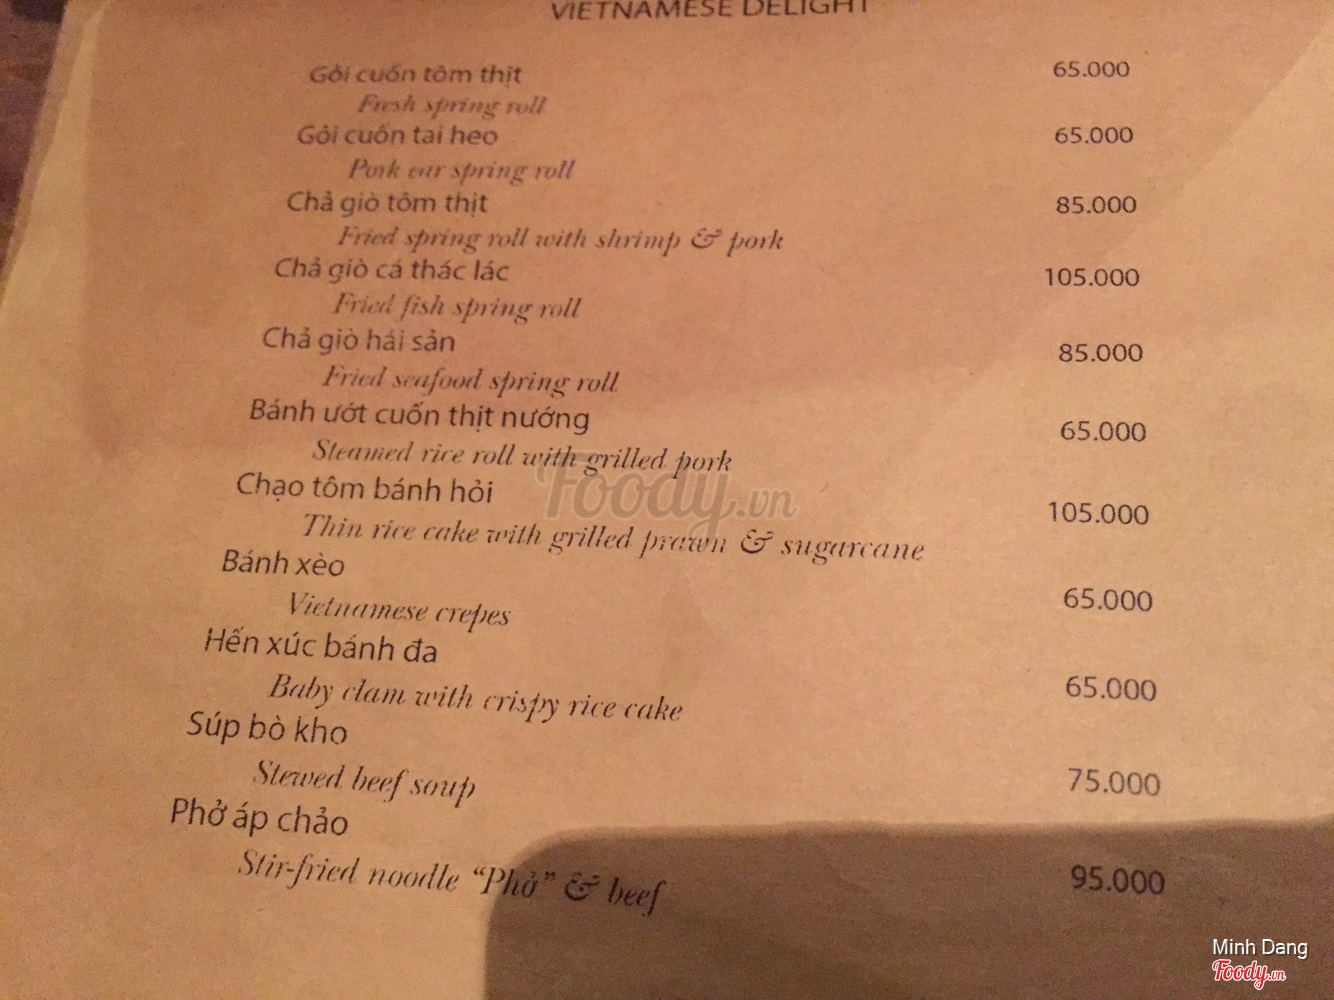 VIETNAMESE DELIGHT
Gỏi cuốn tôm thịt 65.000
Fresh spring roll
Gỏi cuốn tai heo 65.000
Pork ear spring roll
Chả giò tôm thịt 85.000
Fried spring roll with shrimp & pork
Chả giò cá thác lác 105.000
Fried fish spring roll
Chả giò hải sản 85.000
Fried seafood spring roll
Bánh ướt cuốn thịt nướng 65.000
Steamed rice roll with grilled pork
Chạo tôm bánh hỏi 105.000
Thin rice cake with grilled prawn & sugarcane
Bánh xèo 65.000
Vietnamese crepes
Hến xúc bánh đa 65.000
Baby clam with crispy rice cake
Súp bò kho 75.000
Stewed beef soup
Phở áp chảo 95.000
Stir-fried noodle “Phở” & beef
Foody.vn
Minh Dang
Foody.vn